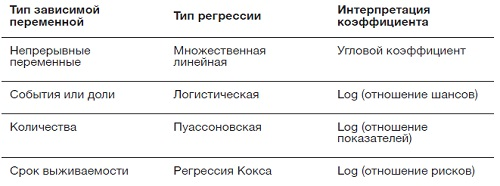 Тип зависимой переменной
Тип регрессии
Интерпретация коэффициента
Непрерывные переменные
Множественная линейная
Угловой коэффициент
События или доли
Логистическая
Log (отношение шансов)
Количества
Пуассоновская
Log (отношение показателей)
Срок выживаемости
Регрессия Кокса
Log (отношение рисков)